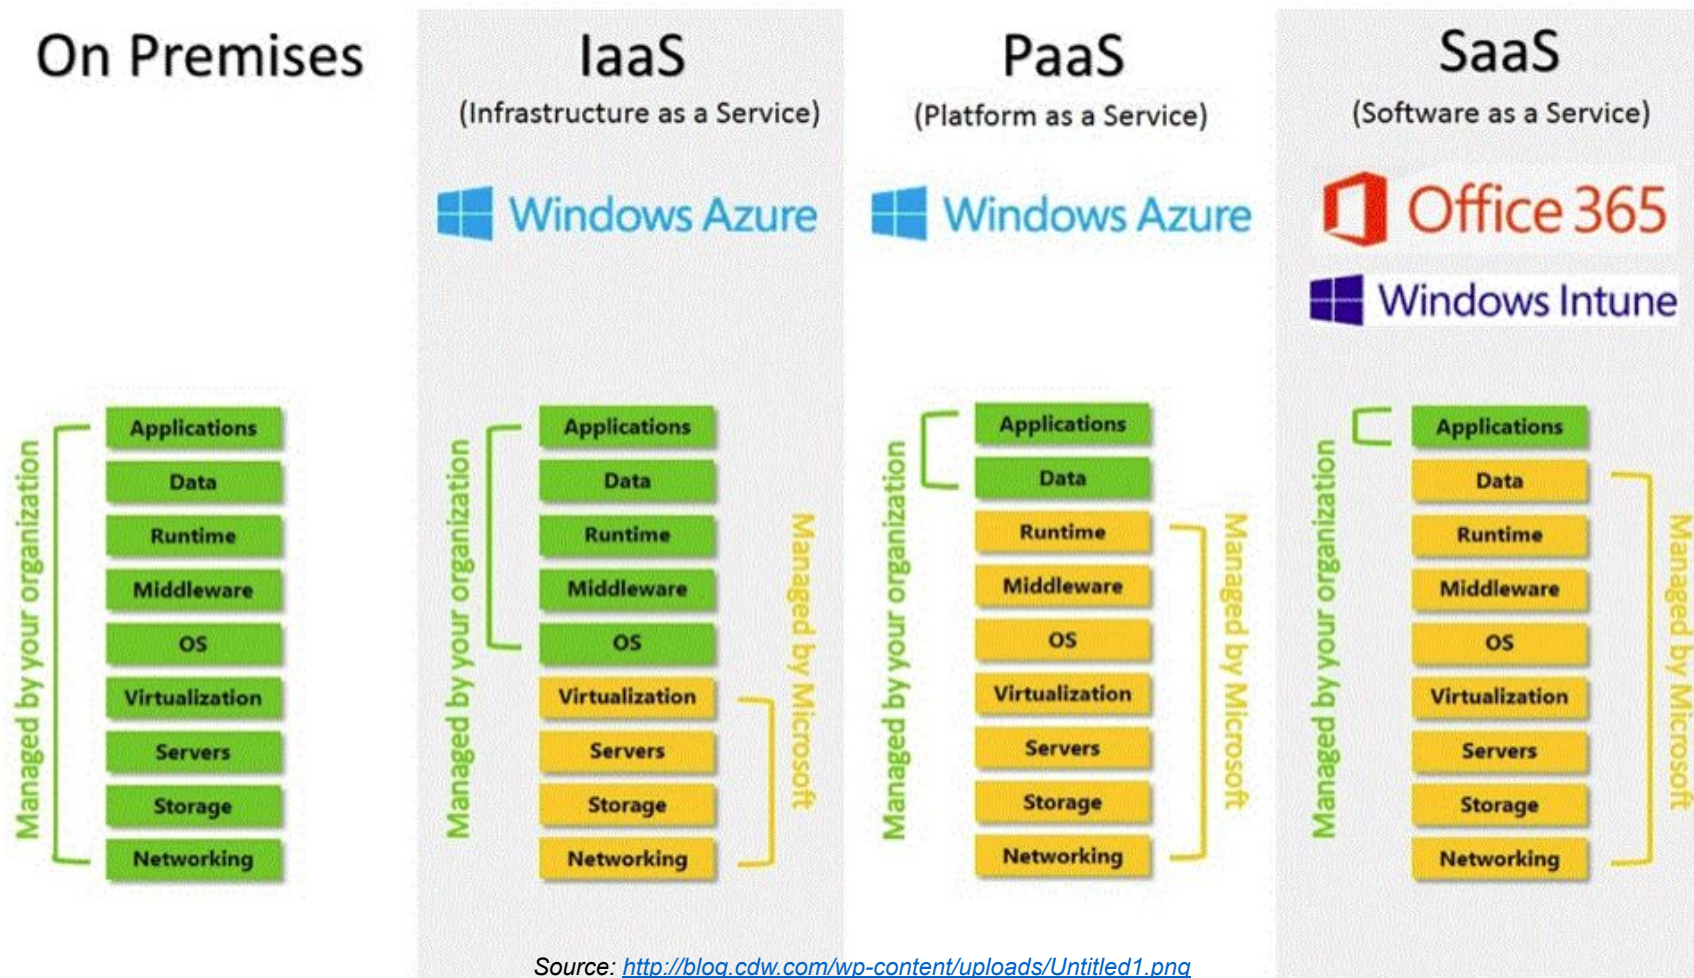 On Premises
Managed by your organization
Applications
Data
Runtime
Middleware
OS
Virtualization
Servers
Storage
Networking
IaaS
(Infrastructure as a Service)
Windows Azure
Managed by your organization
Applications
Data
Runtime
Middleware
OS
Virtualization
Servers
Storage
Networking
Managed by Microsoft
PaaS
(Platform as a Service)
Windows Azure
Managed by your organization
Applications
Data
Runtime
Middleware
OS
Virtualization
Servers
Storage
Networking
Managed by Microsoft
SaaS
(Software as a Service)
Office 365
Windows Intune
Managed by your organization
Applications
Data
Runtime
Middleware
OS
Virtualization
Servers
Storage
Networking
Managed by Microsoft
Source: http://blog.cdw.com/wp-content/uploads/Untitled1.png